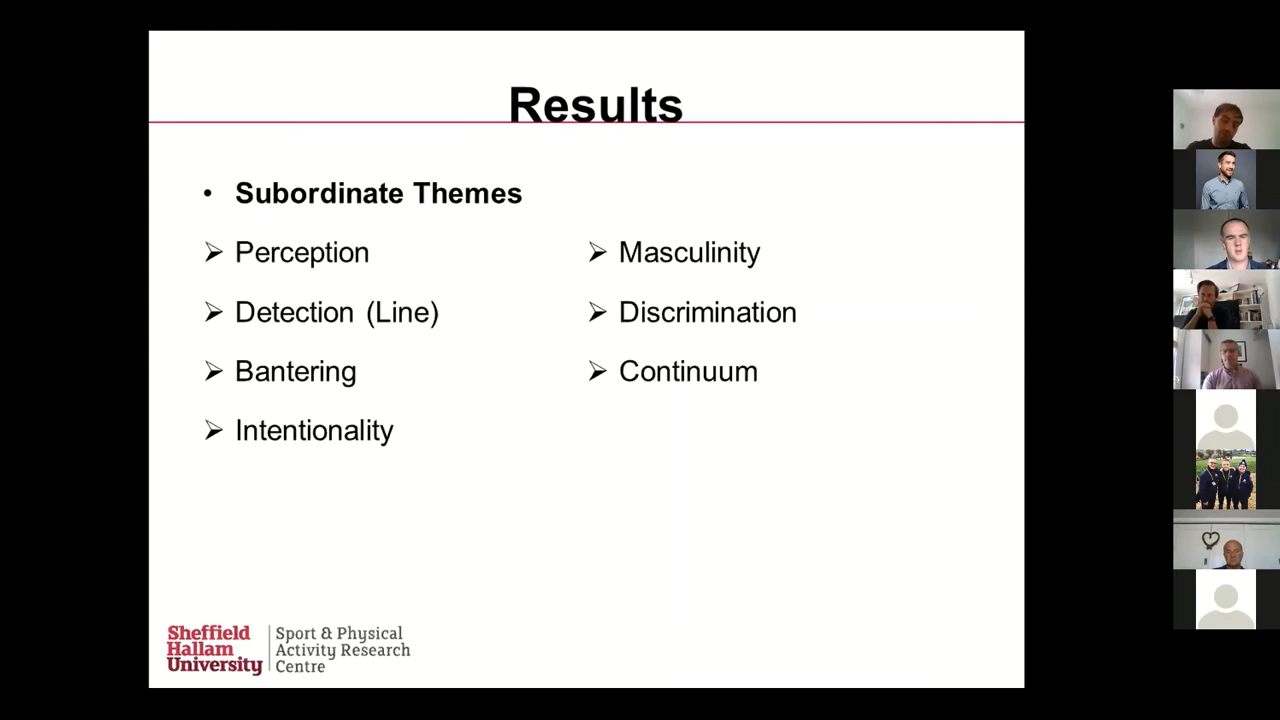 Results
• Subordinate Themes
➢ Perception
➢ Detection (Line)
➢ Bantering
➢ Intentionality
➢ Masculinity
➢ Discrimination
➢ Continuum
Sheffield
Hallam
University
Sport & Physical
Activity Research
Centre